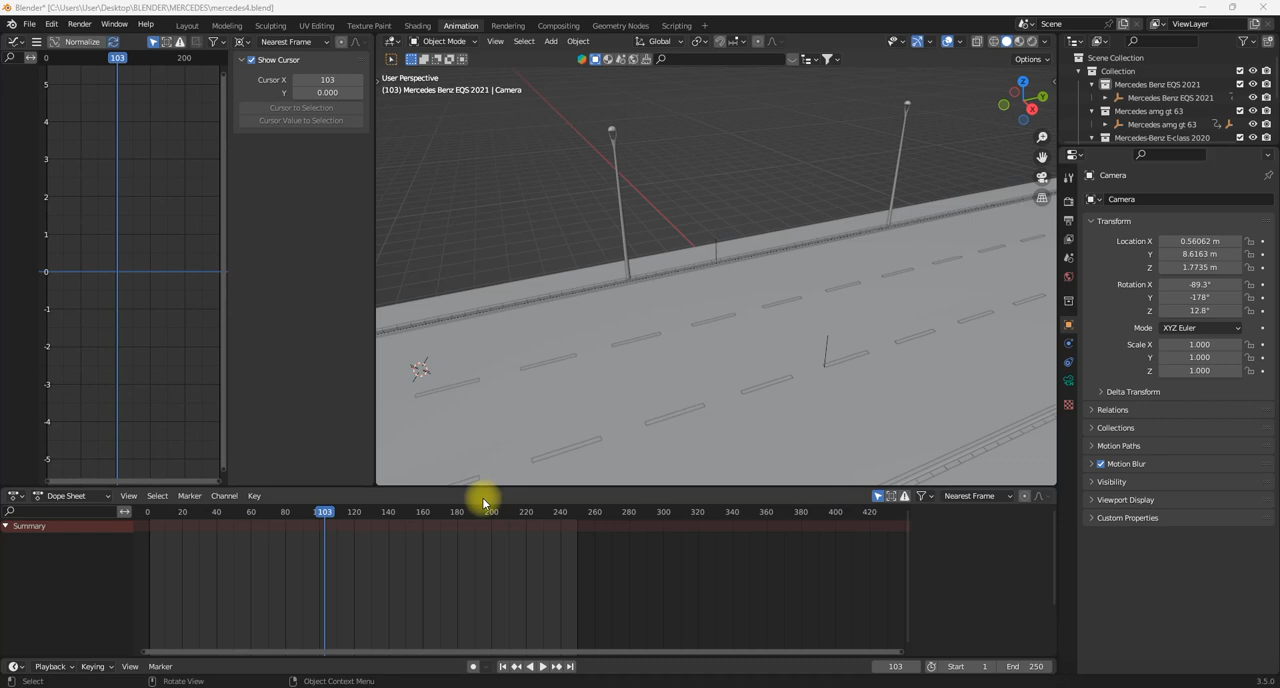 Blender* [C:\Users\User\Desktop\BLENDER\MERCEDES\mercedes4.blend]
File Edit Render Window Help Layout Modeling Sculpting UV Editing Texture Paint Shading Animation Rendering Compositing Geometry Nodes Scripting + Scene ViewLayer
Normalize Nearest Frame Object Mode View Select Add Object Global
0 103 200 Show Cursor Options
Cursor X 103
Y 0.000
Cursor to Selection
Cursor Value to Selection
5
4
3
2
1
0
-1
-2
-3
-4
-5
User Perspective
(103) Mercedes Benz EQS 2021 | Camera
Z
Y
X
Scene Collection
Collection
Mercedes Benz EQS 2021
Mercedes Benz EQS 2021
Mercedes amg gt 63
Mercedes amg gt 63
Mercedes-Benz E-class 2020
Camera
Camera
Transform
Location X 0.56062 m
Y 8.6163 m
Z 1.7735 m
Rotation X -89.3°
Y -178°
Z 12.8°
Mode XYZ Euler
Scale X 1.000
Y 1.000
Z 1.000
Delta Transform
Relations
Collections
Motion Paths
Motion Blur
Visibility
Viewport Display
Custom Properties
Dope Sheet View Select Marker Channel Key Nearest Frame
0 20 40 60 80 103 120 140 160 180 200 220 240 260 280 300 320 340 360 380 400 420
Summary
Playback Keying View Marker 103 Start 1 End 250
Select Rotate View Object Context Menu 3.5.0